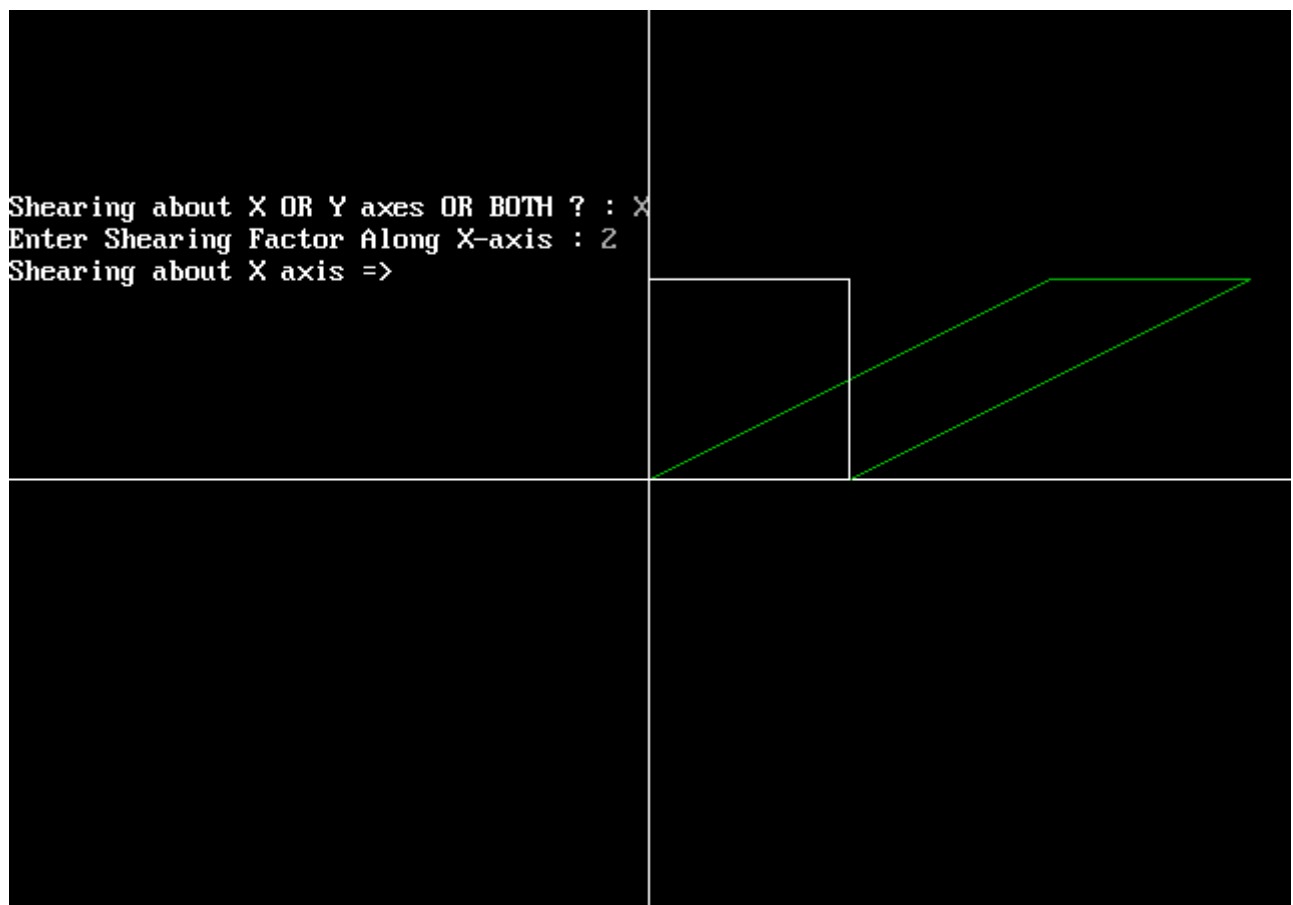 Shearing about X OR Y axes OR BOTH ? : X
Enter Shearing Factor Along X-axis : 2
Shearing about X axis =>